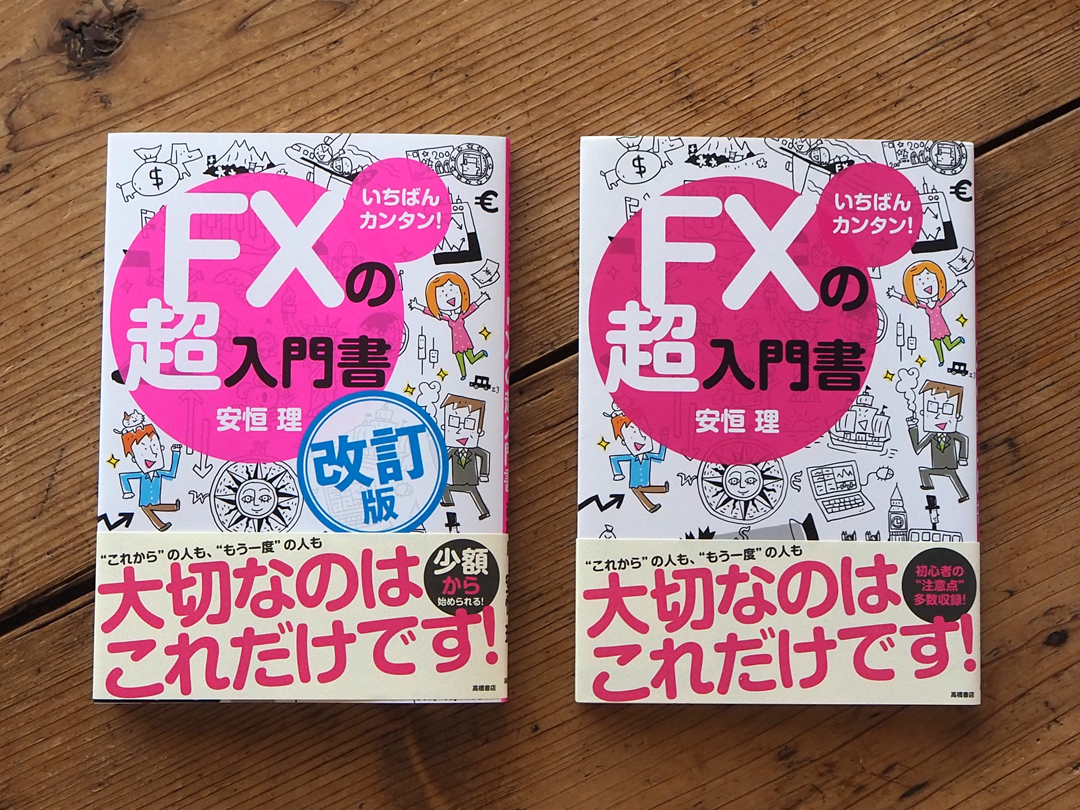 いちばん
カンタン!
FXの
超入門書
安恒 理
改訂
版
“これから”の人も、“もう一度”の人も
大切なのは
これだけです!
少額
から
始められる!
高橋書店
いちばん
カンタン!
FXの
超入門書
安恒 理
“これから”の人も、“もう一度”の人も
大切なのは
これだけです!
初心者の
“注意点”
多数収録!
高橋書店